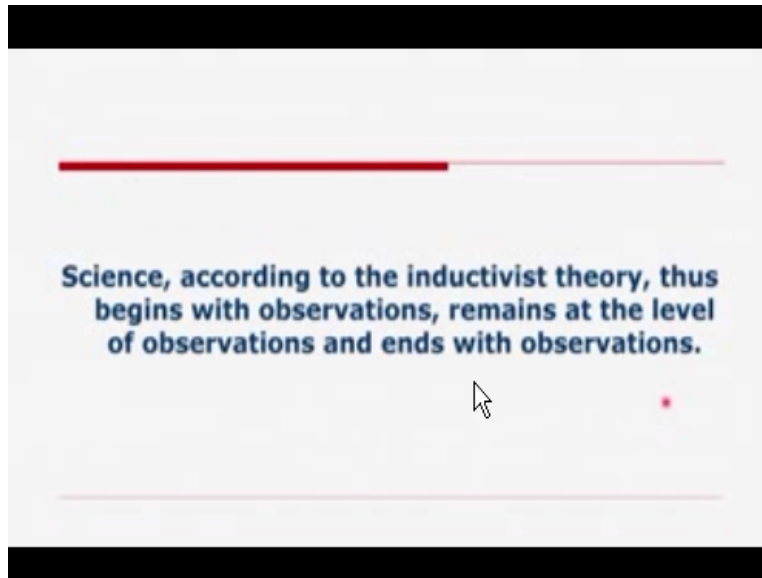 Science, according to the inductivist theory, thus
begins with observations, remains at the level
of observations and ends with observations.